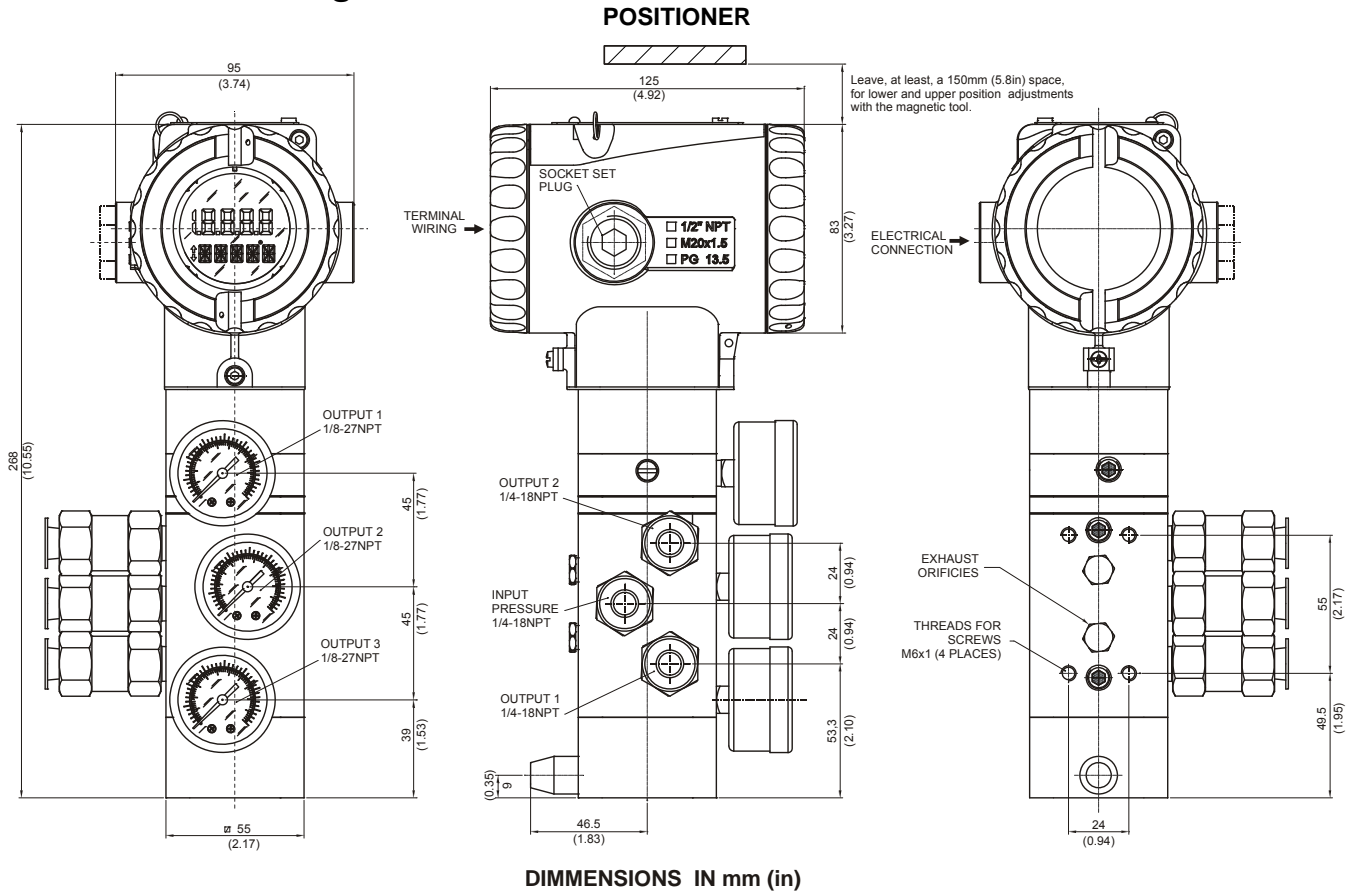 POSITIONER
95
(3.74)
125
(4.92)
Leave, at least, a 150mm (5.8in) space,
for lower and upper position adjustments
with the magnetic tool.
SOCKET SET
PLUG
TERMINAL
WIRING
1/2" NPT
M20x1.5
PG 13.5
83
(3.27)
ELECTRICAL
CONNECTION
268
(10.55)
OUTPUT 1
1/8-27NPT
45
(1.77)
OUTPUT 2
1/8-27NPT
45
(1.77)
OUTPUT 3
1/8-27NPT
39
(1.53)
⌀ 55
(2.17)
OUTPUT 2
1/4-18NPT
INPUT
PRESSURE
1/4-18NPT
OUTPUT 1
1/4-18NPT
24
(0.94)
24
(0.94)
53,3
(2.10)
(0.35)
9
46.5
(1.83)
EXHAUST
ORIFICIES
THREADS FOR
SCREWS
M6x1 (4 PLACES)
55
(2.17)
49.5
(1.95)
24
(0.94)
DIMMENSIONS IN mm (in)